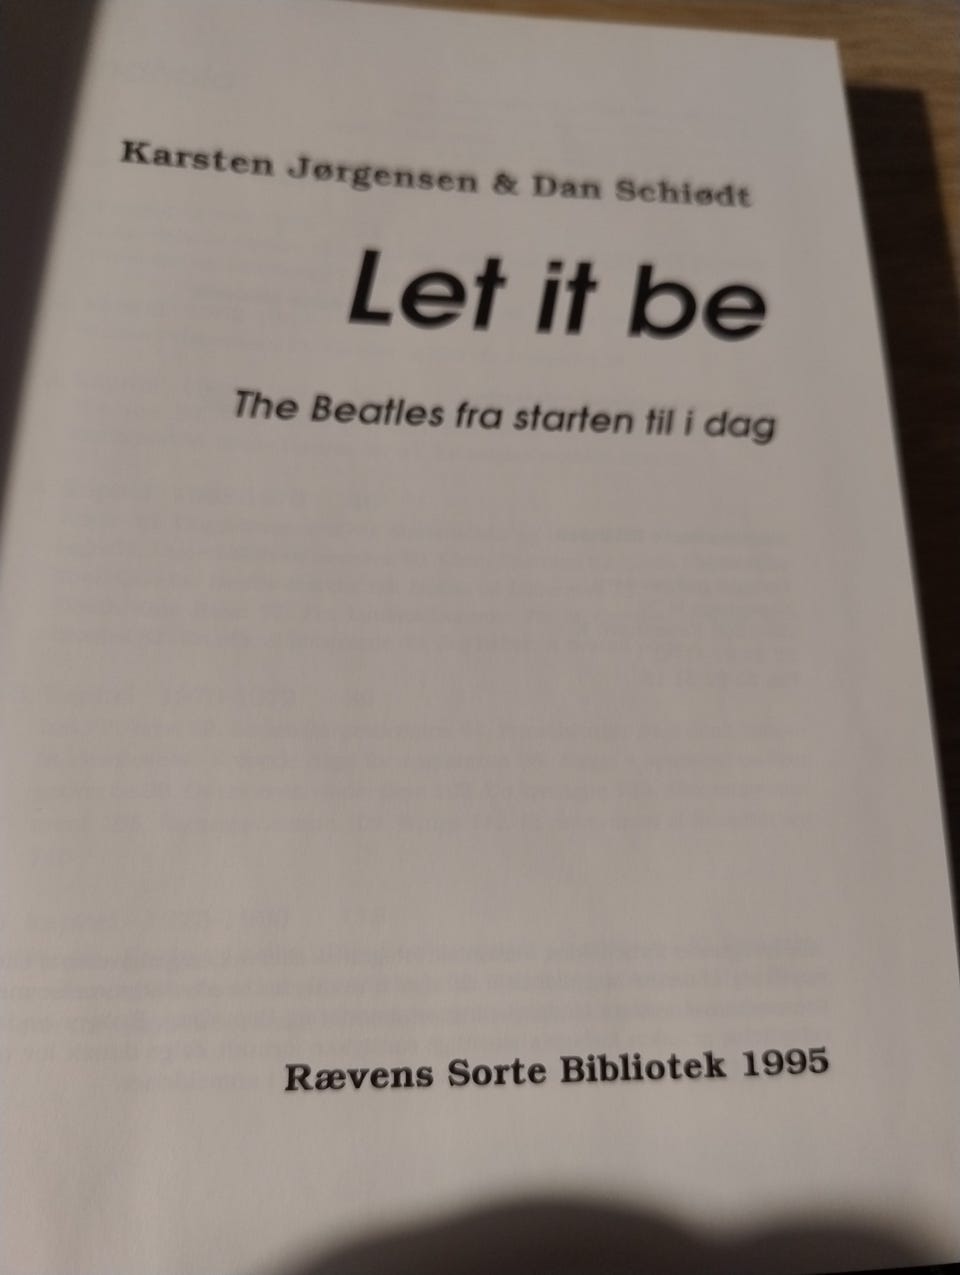 Karsten Jørgensen & Dan Schiødt
Let it be
The Beatles fra starten til i dag
Rævens Sorte Bibliotek 1995